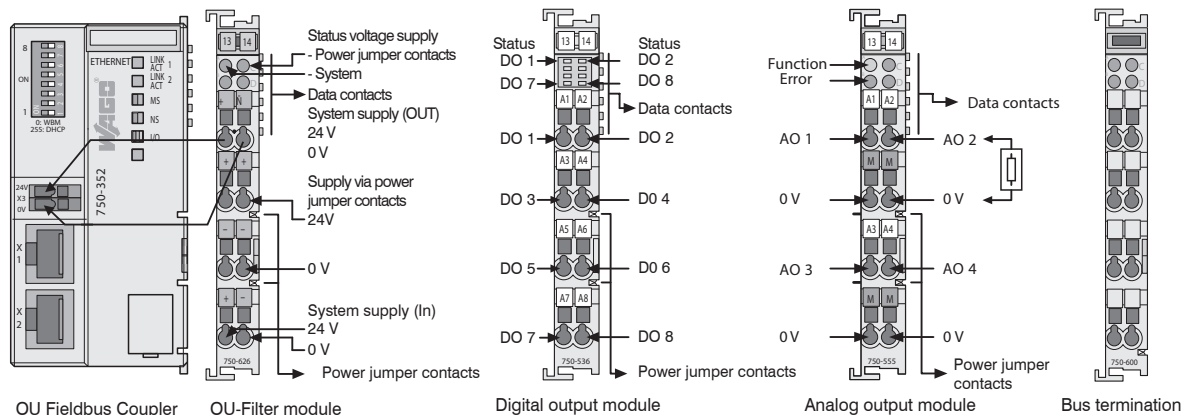 8
ON
1
0: WBM
255: DHCP
WAGO
ETHERNET
LINK
ACT 1
LINK 2
ACT
MS
NS
I/O
750-352
24V
X3
0V
X
1
X
2
OU Fieldbus Coupler
13 14
C
D
+ N
+ +
- -
+ -
750-626
Status voltage supply
- Power jumper contacts
- System
Data contacts
System supply (OUT)
24 V
0 V
Supply via power
jumper contacts
24V
0 V
System supply (In)
24 V
0 V
Power jumper contacts
OU-Filter module
Status
DO 1
DO 7
Status
DO 2
DO 8
13 14
A1 A2
Data contacts
DO 1
DO 2
A3 A4
DO 3
D0 4
A5 A6
DO 5
D0 6
A7 A8
DO 7
DO 8
750-536
Power jumper contacts
Digital output module
13 14
Function
Error
C
D
A1 A2
Data contacts
AO 1
AO 2
M M
0 V
0 V
A3 A4
AO 3
AO 4
M M
0 V
0 V
750-555
Power jumper
contacts
Analog output module
C
D
750-600
Bus termination